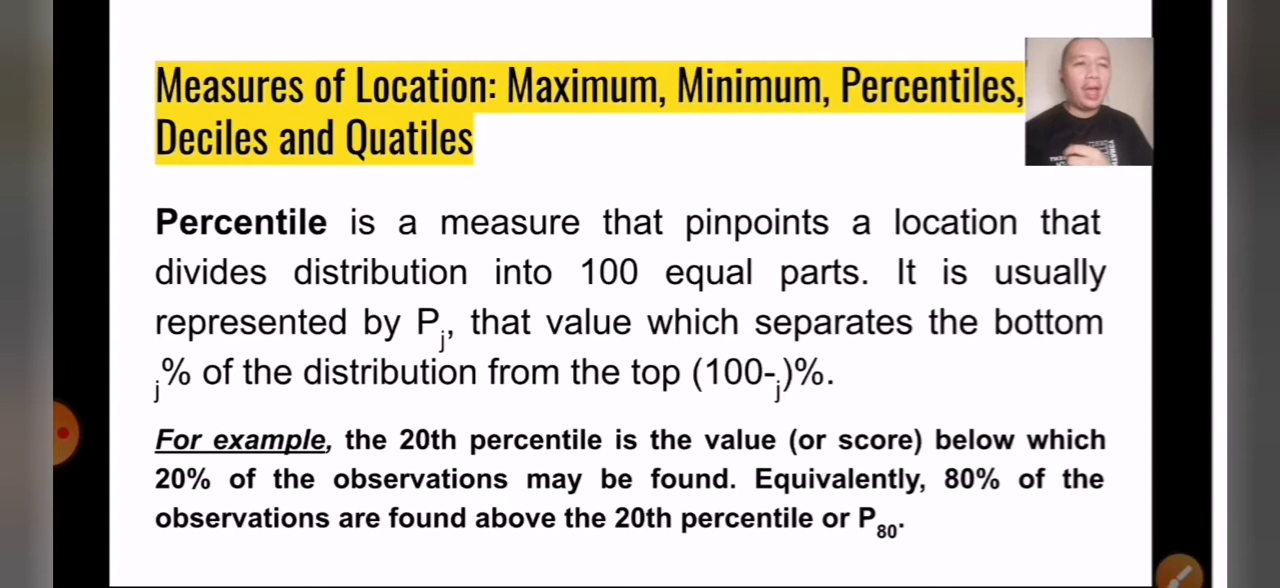 Measures of Location: Maximum, Minimum, Percentiles,
Deciles and Quatiles
Percentile is a measure that pinpoints a location that
divides distribution into 100 equal parts. It is usually
represented by Pj, that value which separates the bottom
j% of the distribution from the top (100-j)%.
For example, the 20th percentile is the value (or score) below which
20% of the observations may be found. Equivalently, 80% of the
observations are found above the 20th percentile or P80.